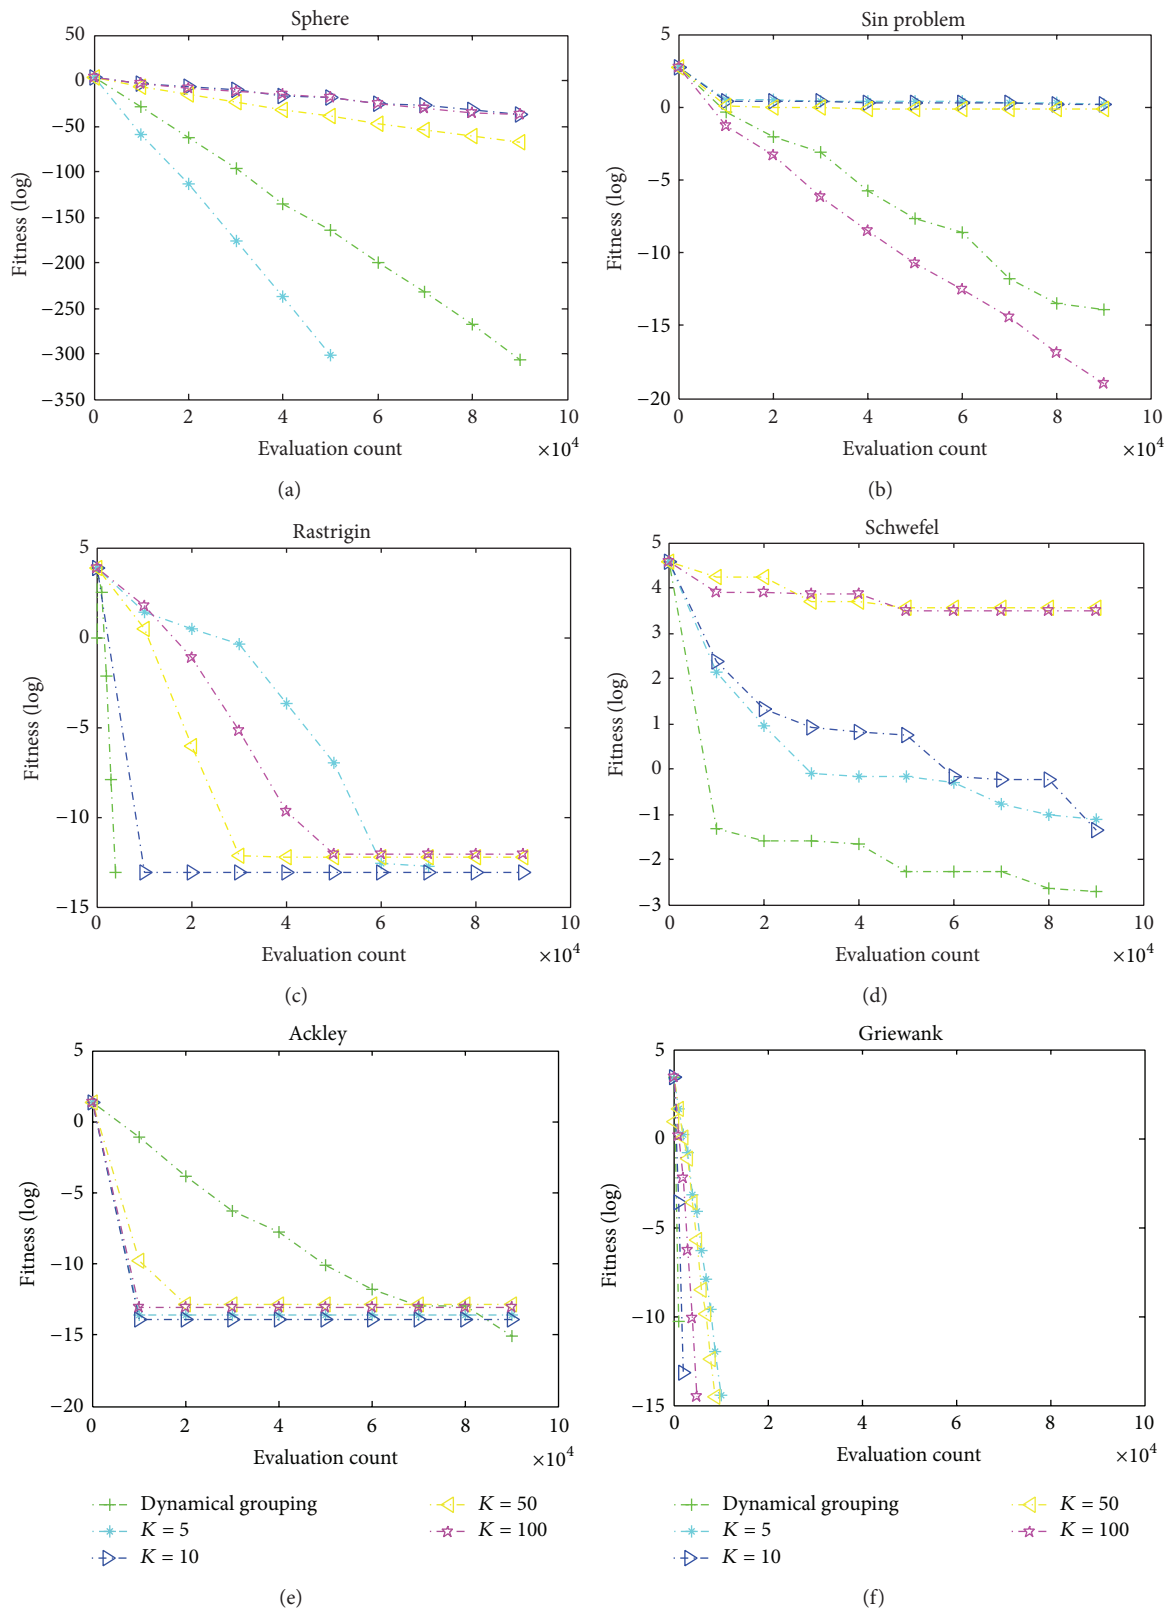 Sphere
50
0
−50
−100
−150
−200
−250
−300
−350
Fitness (log)
0 2 4 6 8 10
Evaluation count ×10⁴
(a)
Sin problem
5
0
−5
−10
−15
−20
Fitness (log)
0 2 4 6 8 10
Evaluation count ×10⁴
(b)
Rastrigin
5
0
−5
−10
−15
Fitness (log)
0 2 4 6 8 10
Evaluation count ×10⁴
(c)
Schwefel
5
4
3
2
1
0
−1
−2
−3
Fitness (log)
0 2 4 6 8 10
Evaluation count ×10⁴
(d)
Ackley
5
0
−5
−10
−15
−20
Fitness (log)
0 2 4 6 8 10
Evaluation count ×10⁴
Dynamical grouping
K = 5
K = 10
K = 50
K = 100
(e)
Griewank
5
0
−5
−10
−15
Fitness (log)
0 2 4 6 8 10
Evaluation count ×10⁴
Dynamical grouping
K = 5
K = 10
K = 50
K = 100
(f)